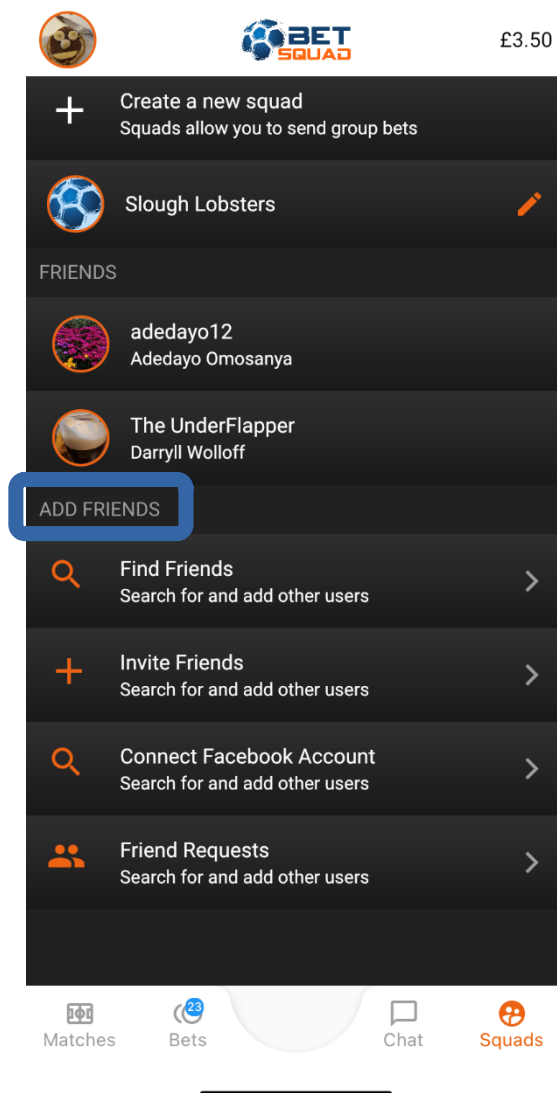 BET
SQUAD
£3.50
Create a new squad
Squads allow you to send group bets
Slough Lobsters
FRIENDS
adedayo12
Adedayo Omosanya
The UnderFlapper
Darryll Wolloff
ADD FRIENDS
Find Friends
Search for and add other users
Invite Friends
Search for and add other users
Connect Facebook Account
Search for and add other users
Friend Requests
Search for and add other users
23
Matches Bets Chat Squads